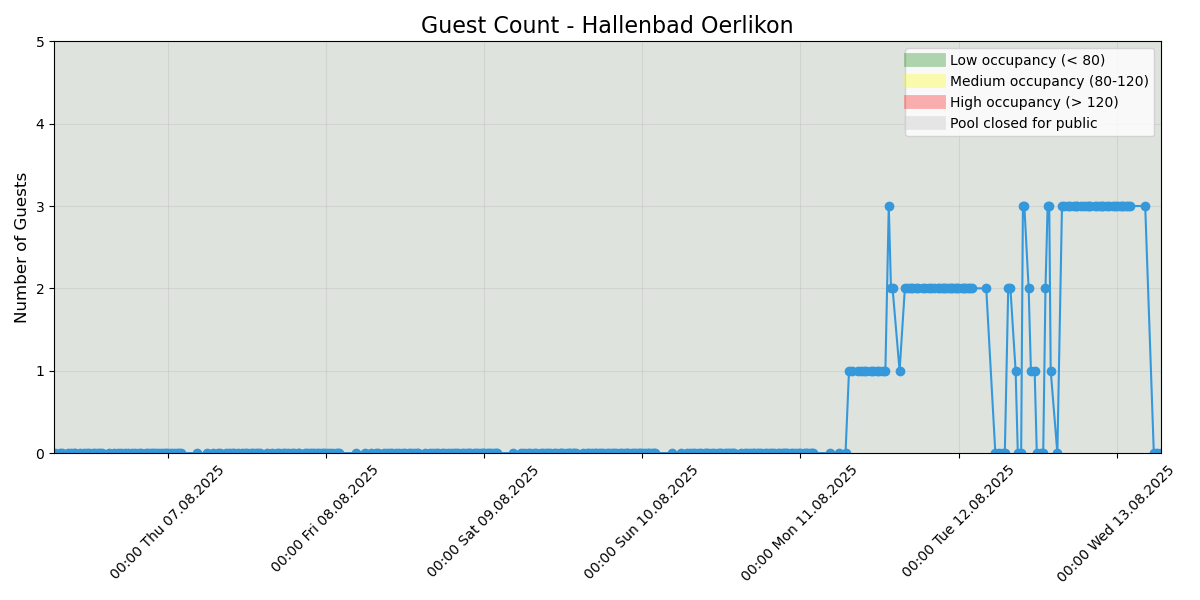 Guest Count - Hallenbad Oerlikon
Number of Guests
5
4
3
2
1
0
Low occupancy (< 80)
Medium occupancy (80-120)
High occupancy (> 120)
Pool closed for public
00:00 Thu 07.08.2025
00:00 Fri 08.08.2025
00:00 Sat 09.08.2025
00:00 Sun 10.08.2025
00:00 Mon 11.08.2025
00:00 Tue 12.08.2025
00:00 Wed 13.08.2025